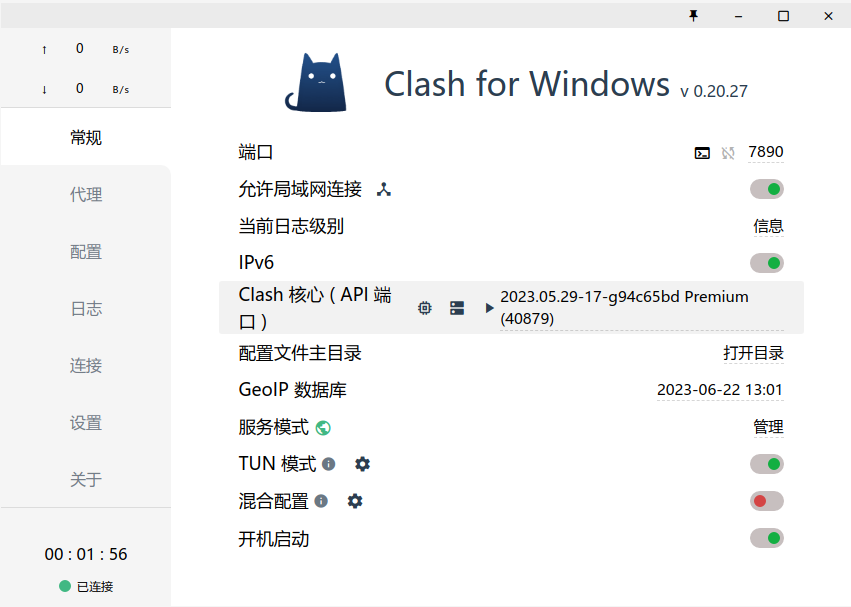 ↑ 0 B/s
↓ 0 B/s
常规
代理
配置
日志
连接
设置
关于
00 : 01 : 56
已连接
Clash for Windows v 0.20.27
端口 7890
允许局域网连接
当前日志级别 信息
IPv6
Clash 核心 ( API 端
口 )
2023.05.29-17-g94c65bd Premium
(40879)
配置文件主目录 打开目录
GeoIP 数据库 2023-06-22 13:01
服务模式 管理
TUN 模式
混合配置
开机启动